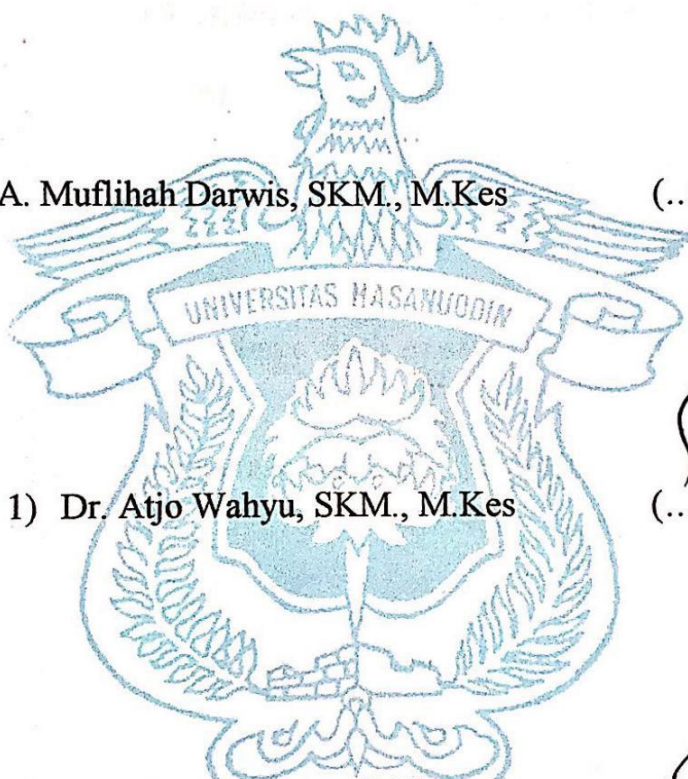 A. Muflihah Darwis, SKM., M.Kes (..
UNIVERSITAS HASANUDDIN
1) Dr. Atjo Wahyu, SKM., M.Kes (..